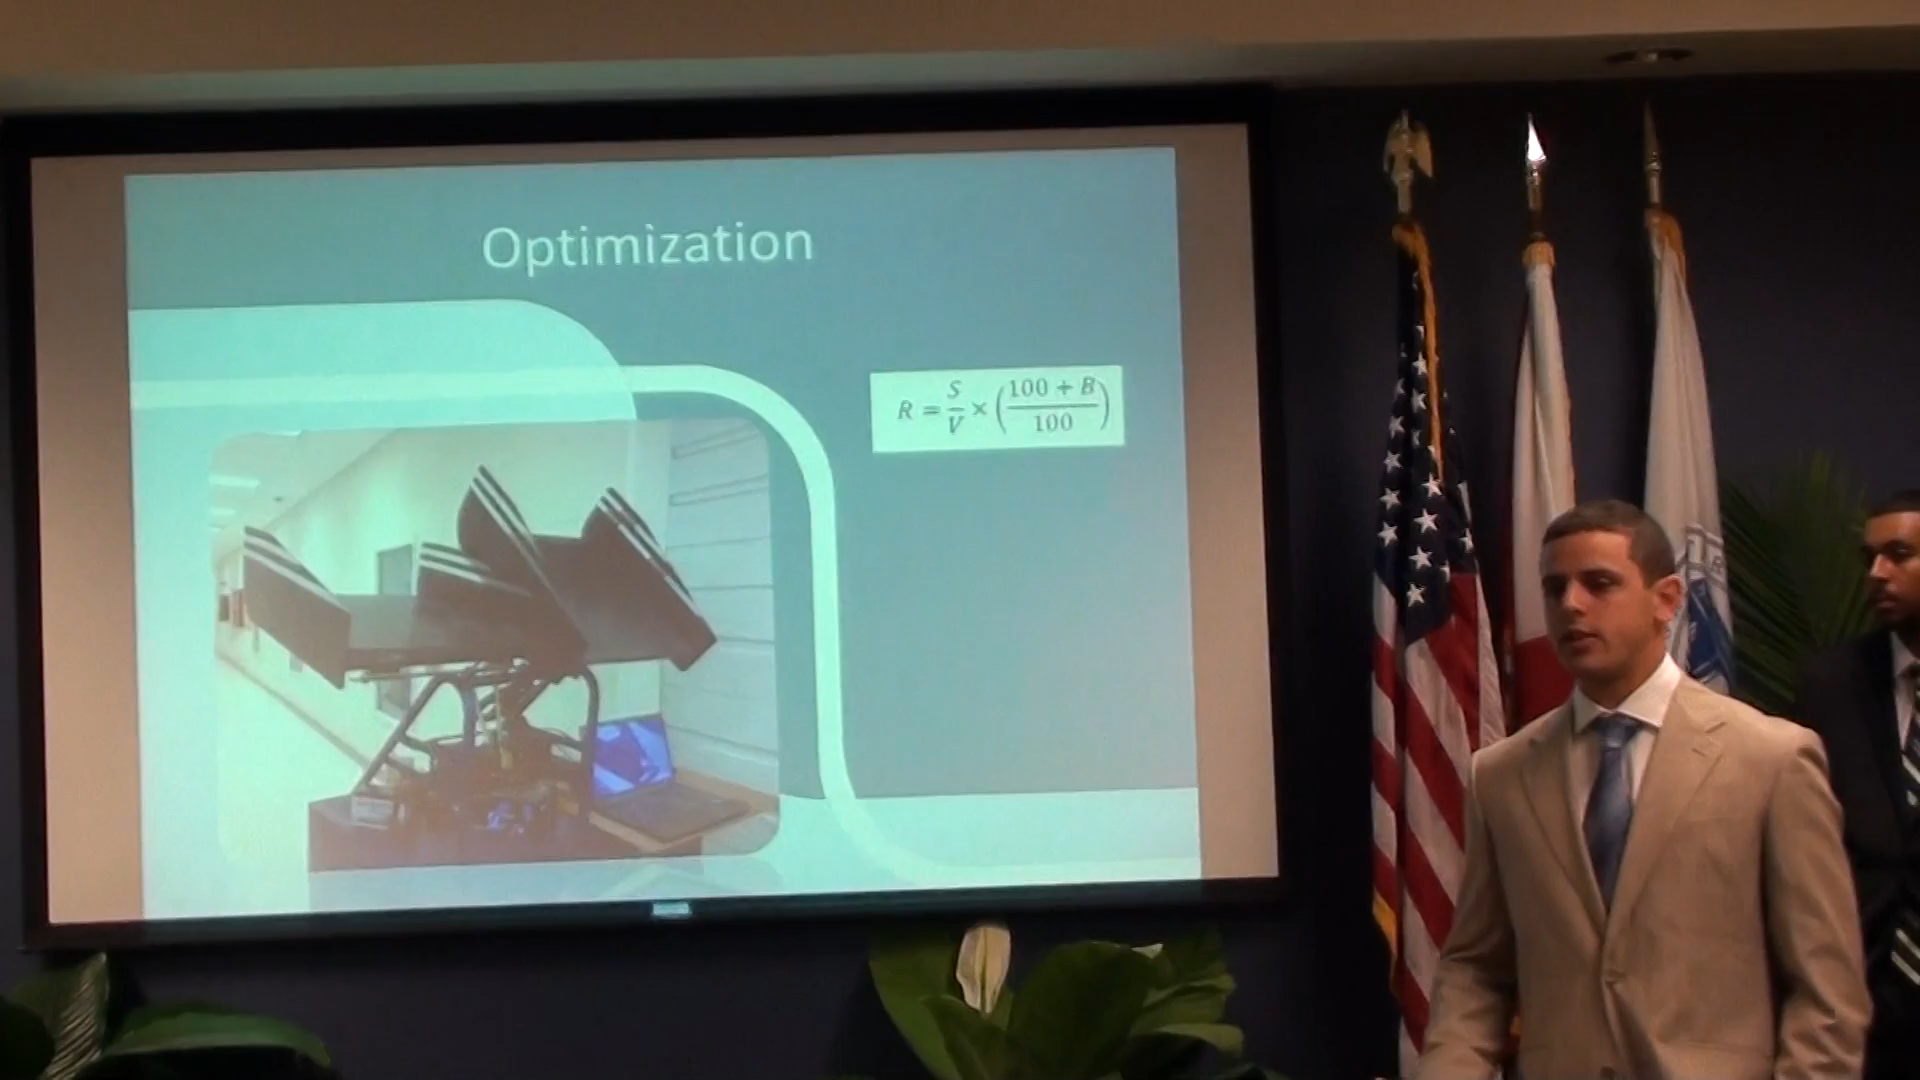 Optimization
R = S/V × (100 + B / 100)